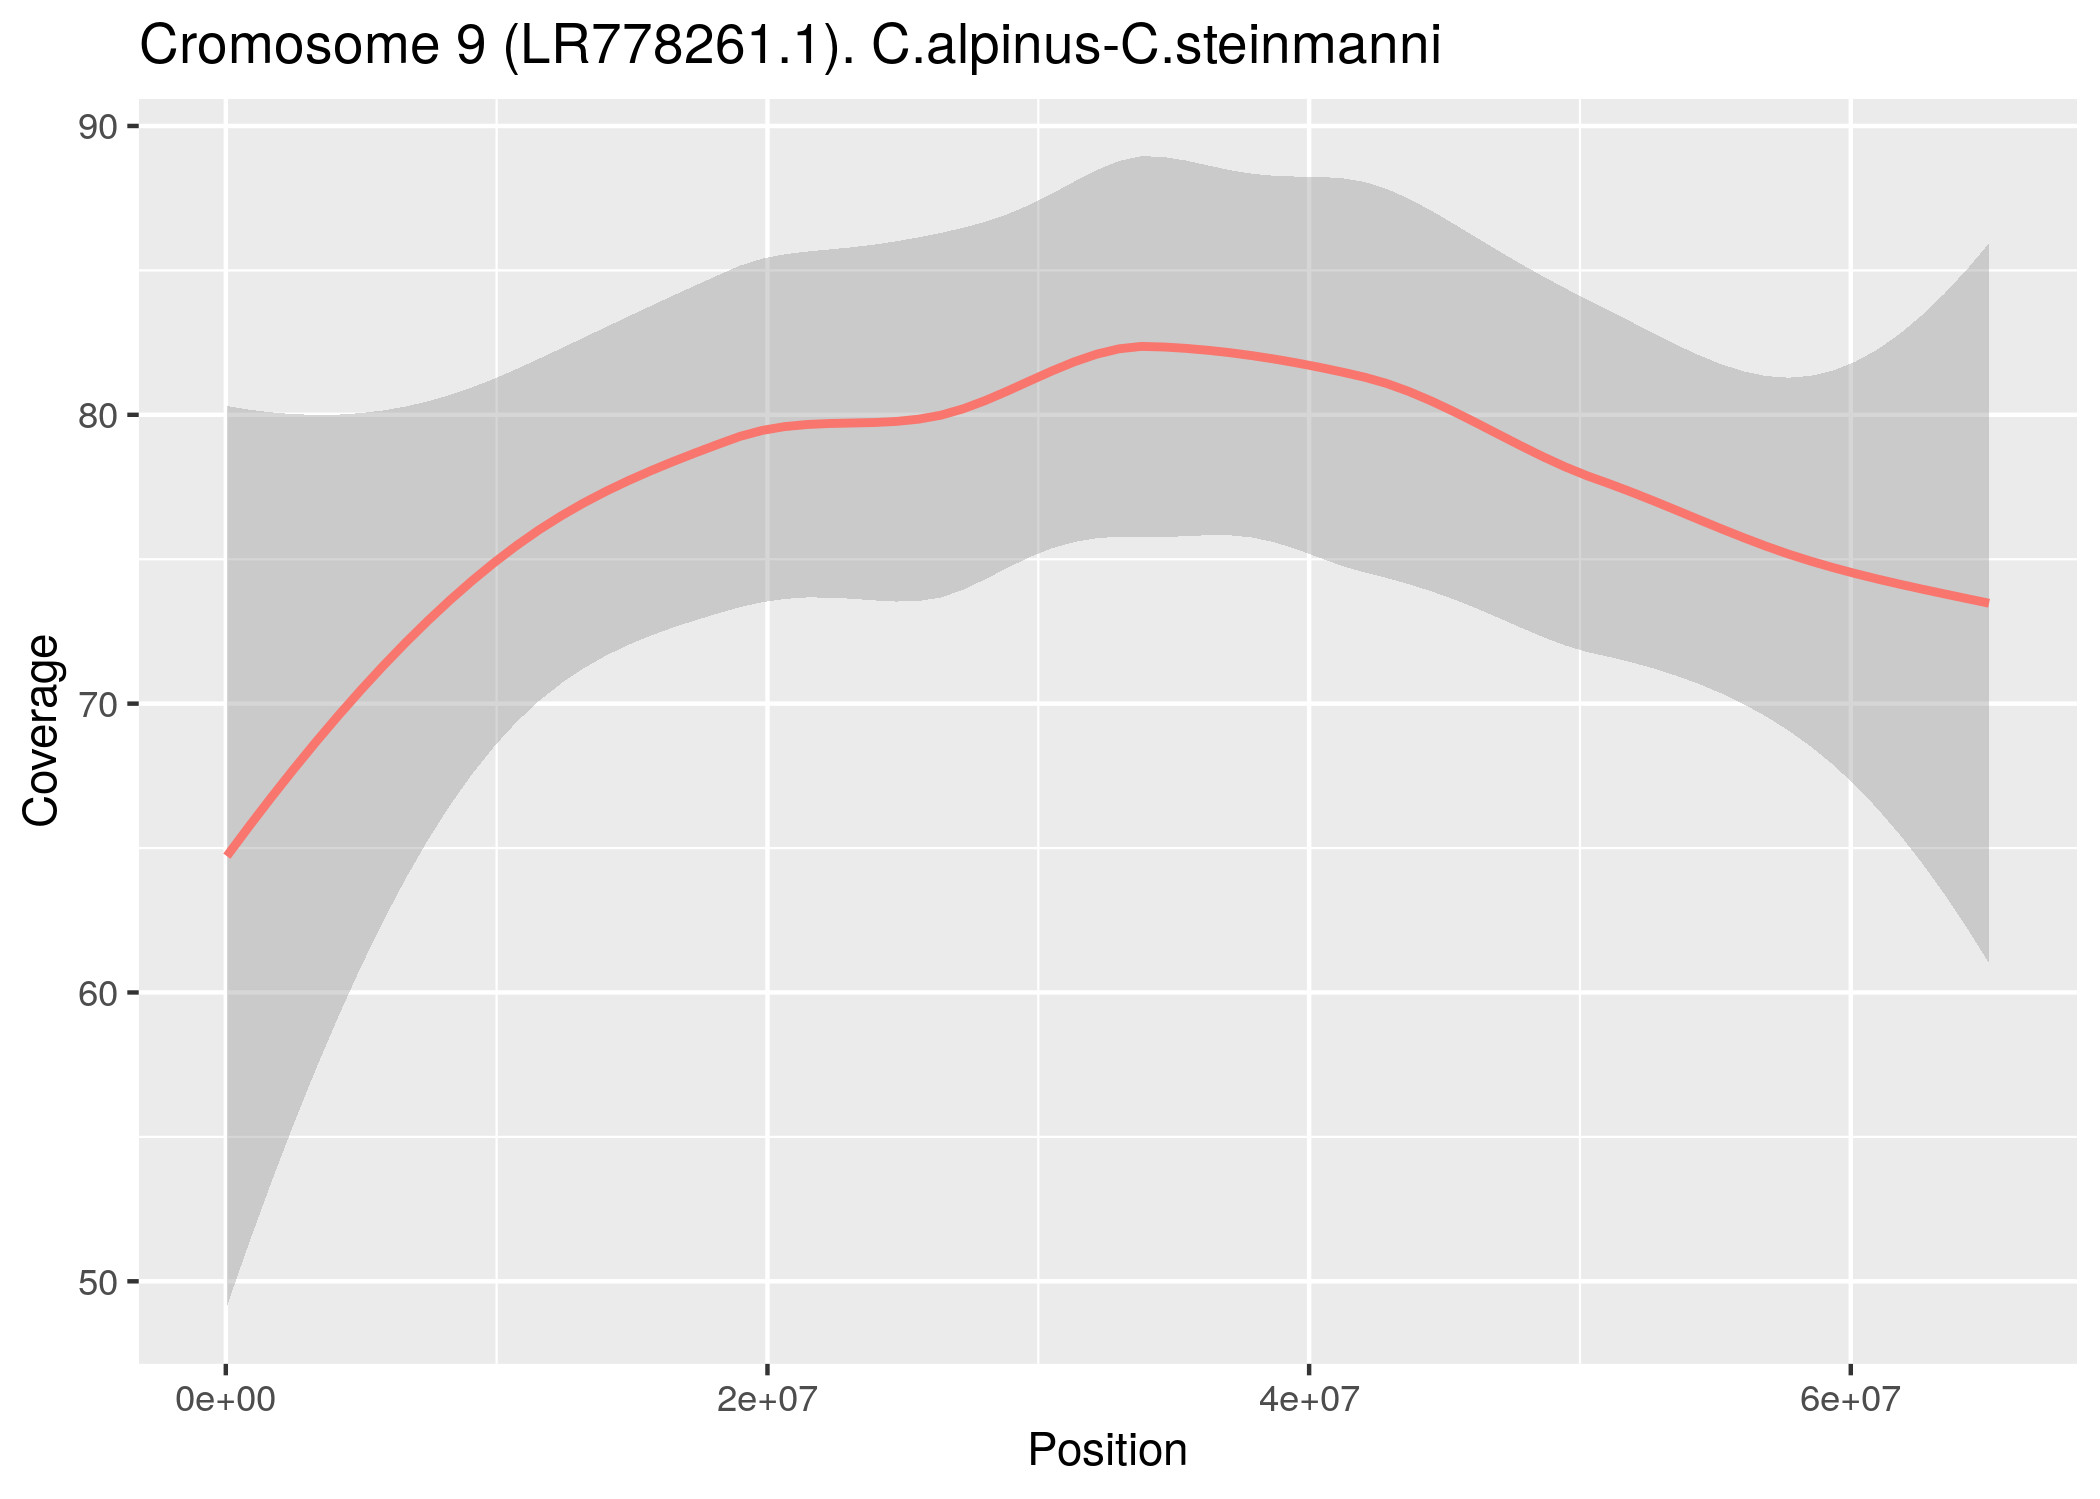 Cromosome 9 (LR778261.1). C.alpinus-C.steinmanni
90
80
70
60
50
Coverage
0e+00 2e+07 4e+07 6e+07
Position